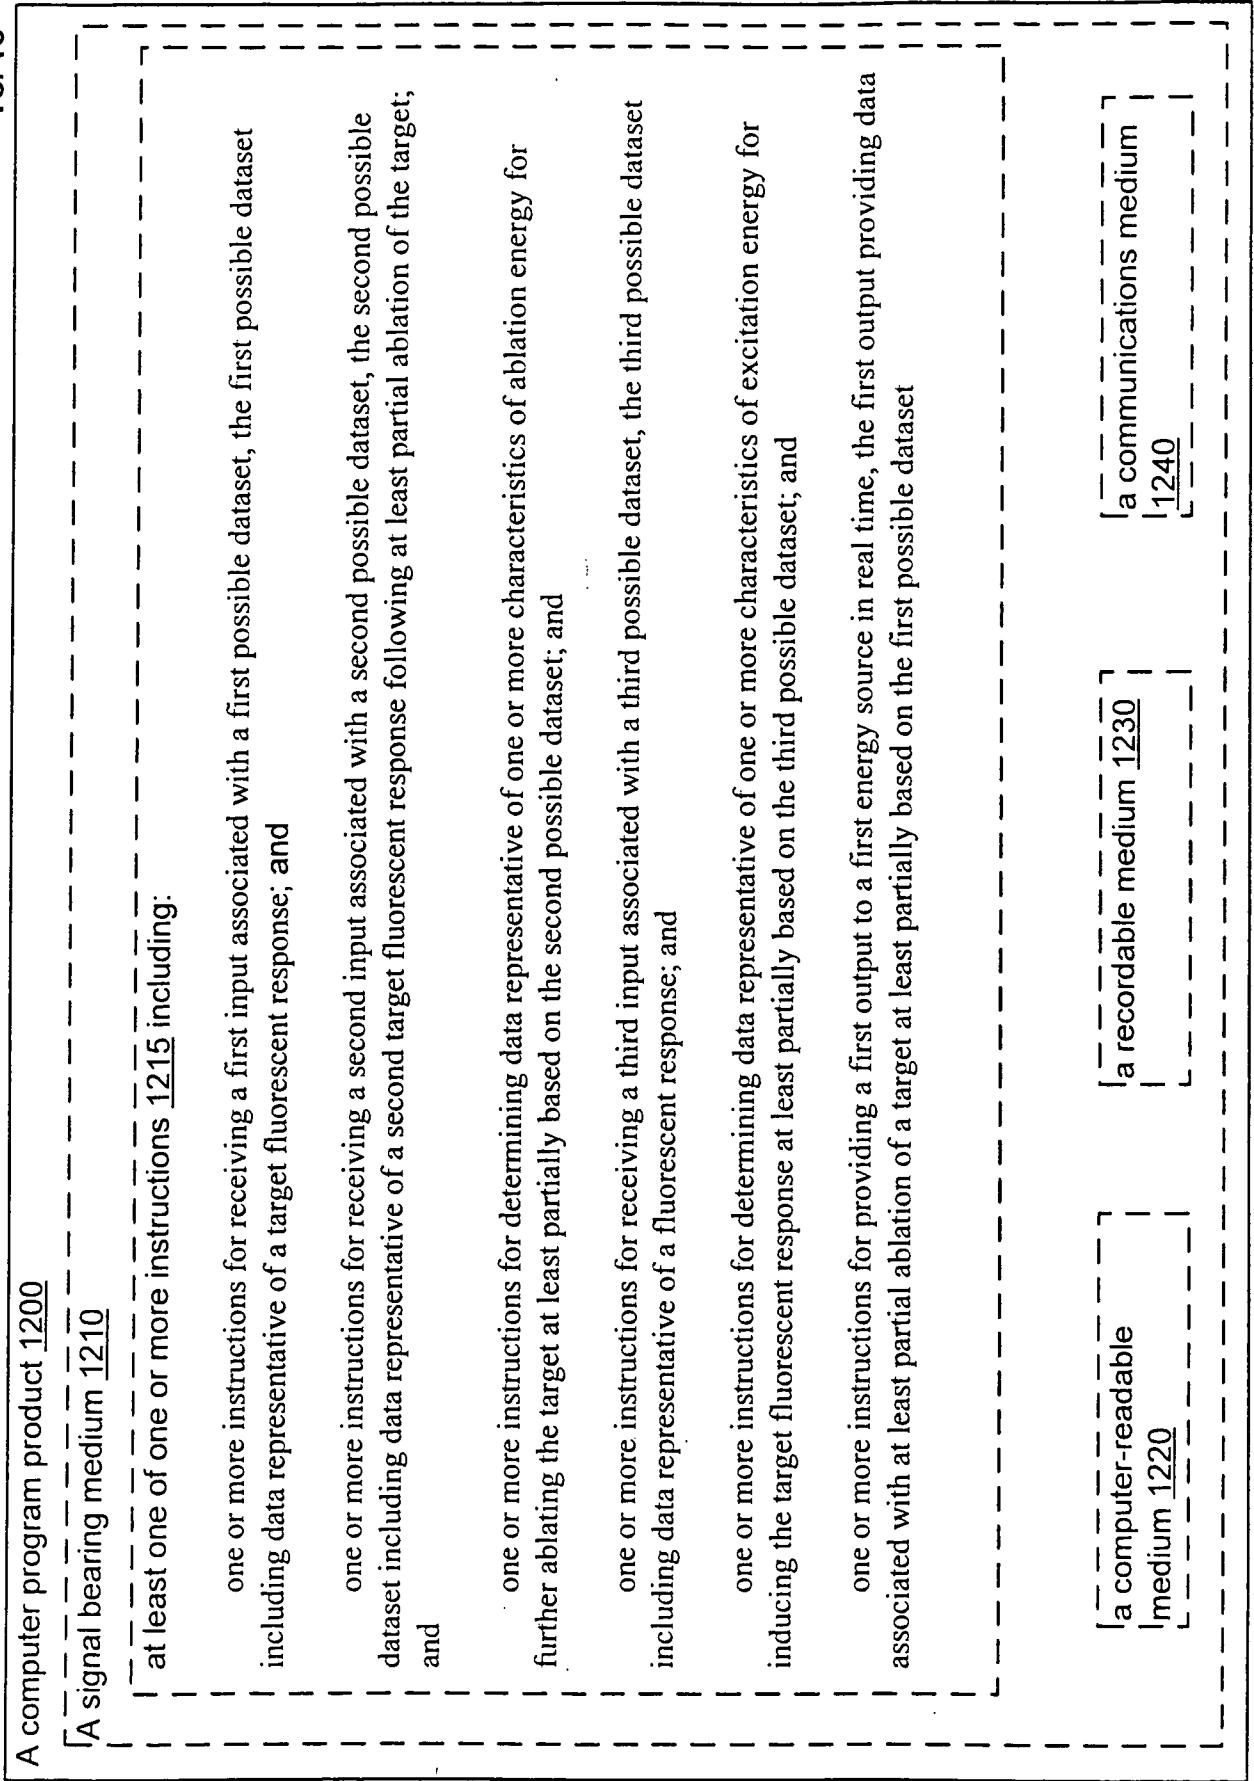 A computer program product 1200
A signal bearing medium 1210
at least one of one or more instructions 1215 including:
one or more instructions for receiving a first input associated with a first possible dataset, the first possible dataset
including data representative of a target fluorescent response; and
one or more instructions for receiving a second input associated with a second possible dataset, the second possible
dataset including data representative of a second target fluorescent response following at least partial ablation of the target;
and
one or more instructions for determining data representative of one or more characteristics of ablation energy for
further ablating the target at least partially based on the second possible dataset; and
one or more instructions for receiving a third input associated with a third possible dataset, the third possible dataset
including data representative of a fluorescent response; and
one or more instructions for determining data representative of one or more characteristics of excitation energy for
inducing the target fluorescent response at least partially based on the third possible dataset; and
one or more instructions for providing a first output to a first energy source in real time, the first output providing data
associated with at least partial ablation of a target at least partially based on the first possible dataset
a computer-readable
medium 1220
a recordable medium 1230
a communications medium
1240